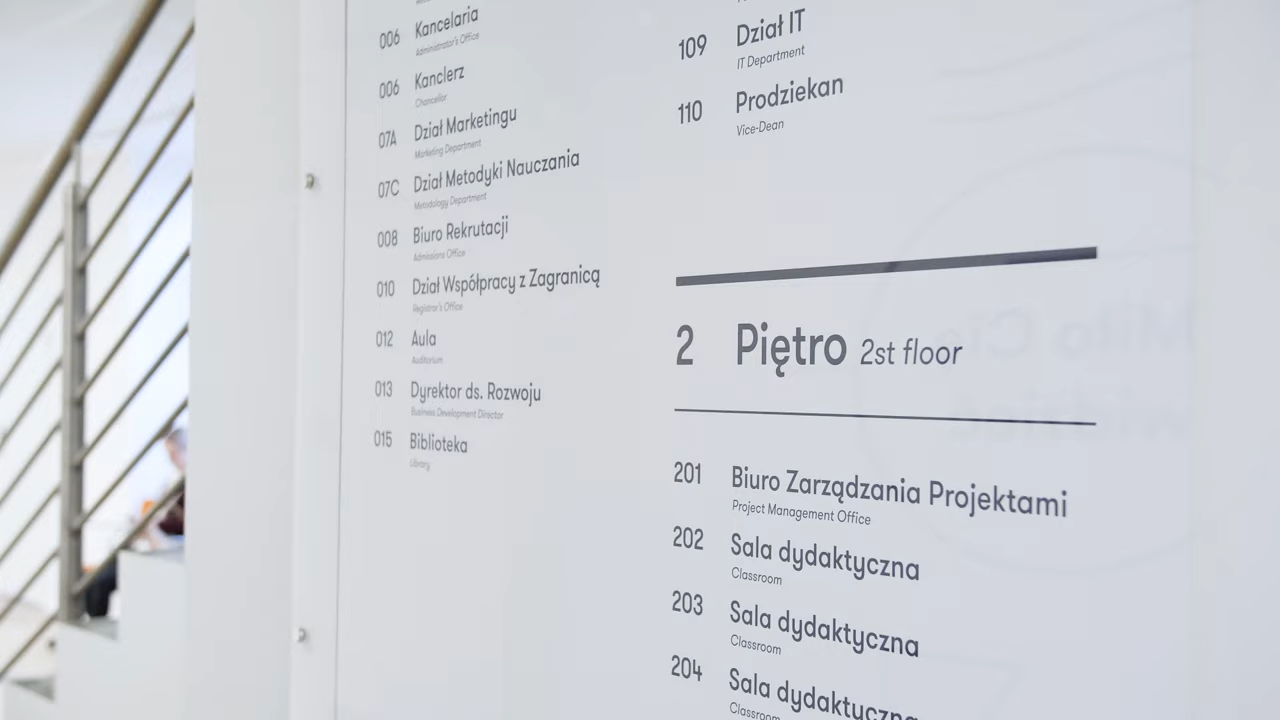 006 Kancelaria
Administrator's Office
006 Kanclerz
Chancellor
07A Dział Marketingu
Marketing Department
07C Dział Metodyki Nauczania
Metodology Department
008 Biuro Rekrutacji
Admissions Office
010 Dział Współpracy z Zagranicą
Registrar's Office
012 Aula
Auditorium
013 Dyrektor ds. Rozwoju
Business Development Director
015 Biblioteka
Library
109 Dział IT
IT Department
110 Prodziekan
Vice-Dean
2 Piętro 2st floor
201 Biuro Zarządzania Projektami
Project Management Office
202 Sala dydaktyczna
Classroom
203 Sala dydaktyczna
Classroom
204 Sala dydaktyczna
Classroom